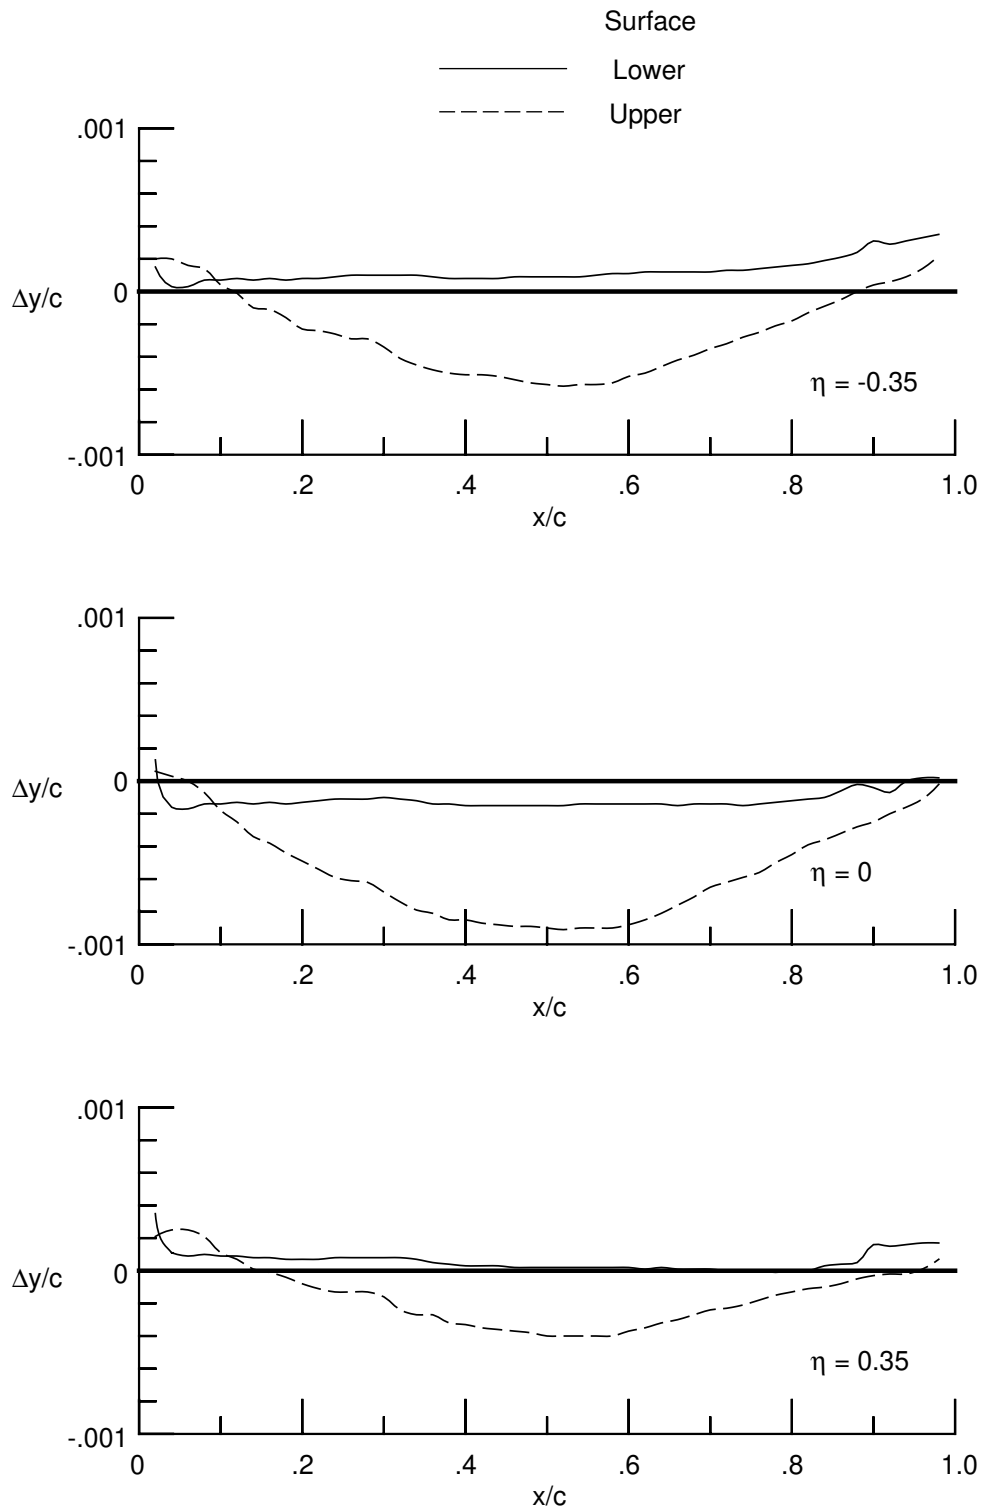 Surface
Lower
Upper
.001
0
-.001
Δy/c
η = -0.35
0 .2 .4 .6 .8 1.0
x/c
.001
0
-.001
Δy/c
η = 0
0 .2 .4 .6 .8 1.0
x/c
.001
0
-.001
Δy/c
η = 0.35
0 .2 .4 .6 .8 1.0
x/c